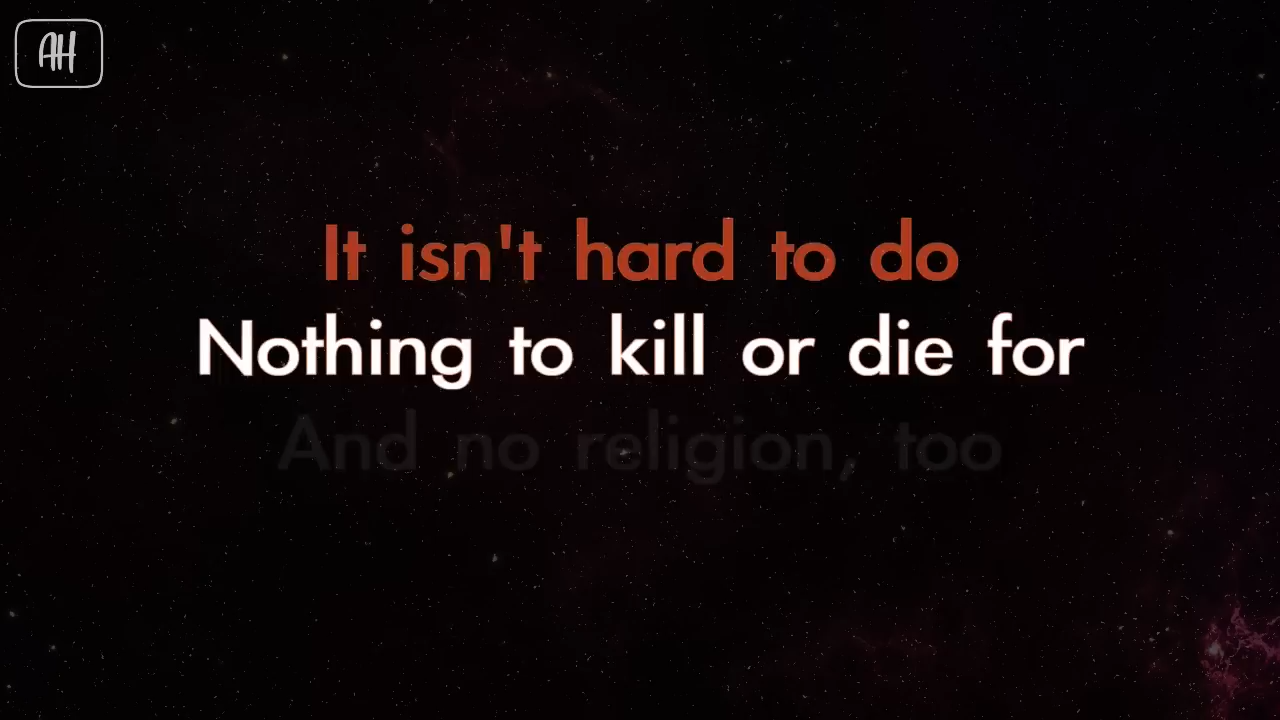 AH
It isn't hard to do
Nothing to kill or die for
And no religion, too